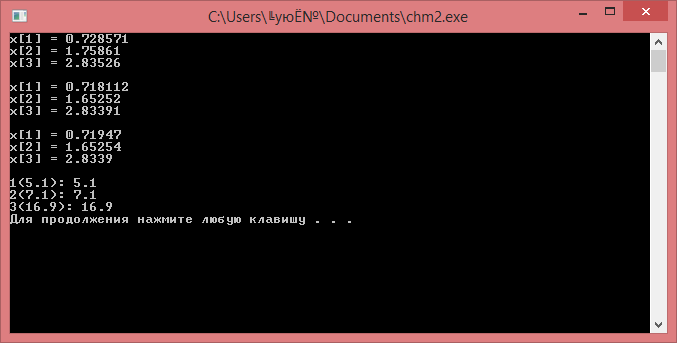 C:\Users\╚уюЁNº\Documents\chm2.exe
x[1] = 0.728571
x[2] = 1.75861
x[3] = 2.83526
x[1] = 0.718112
x[2] = 1.65252
x[3] = 2.83391
x[1] = 0.71947
x[2] = 1.65254
x[3] = 2.8339
1(5.1): 5.1
2(7.1): 7.1
3(16.9): 16.9
Для продолжения нажмите любую клавишу . . .